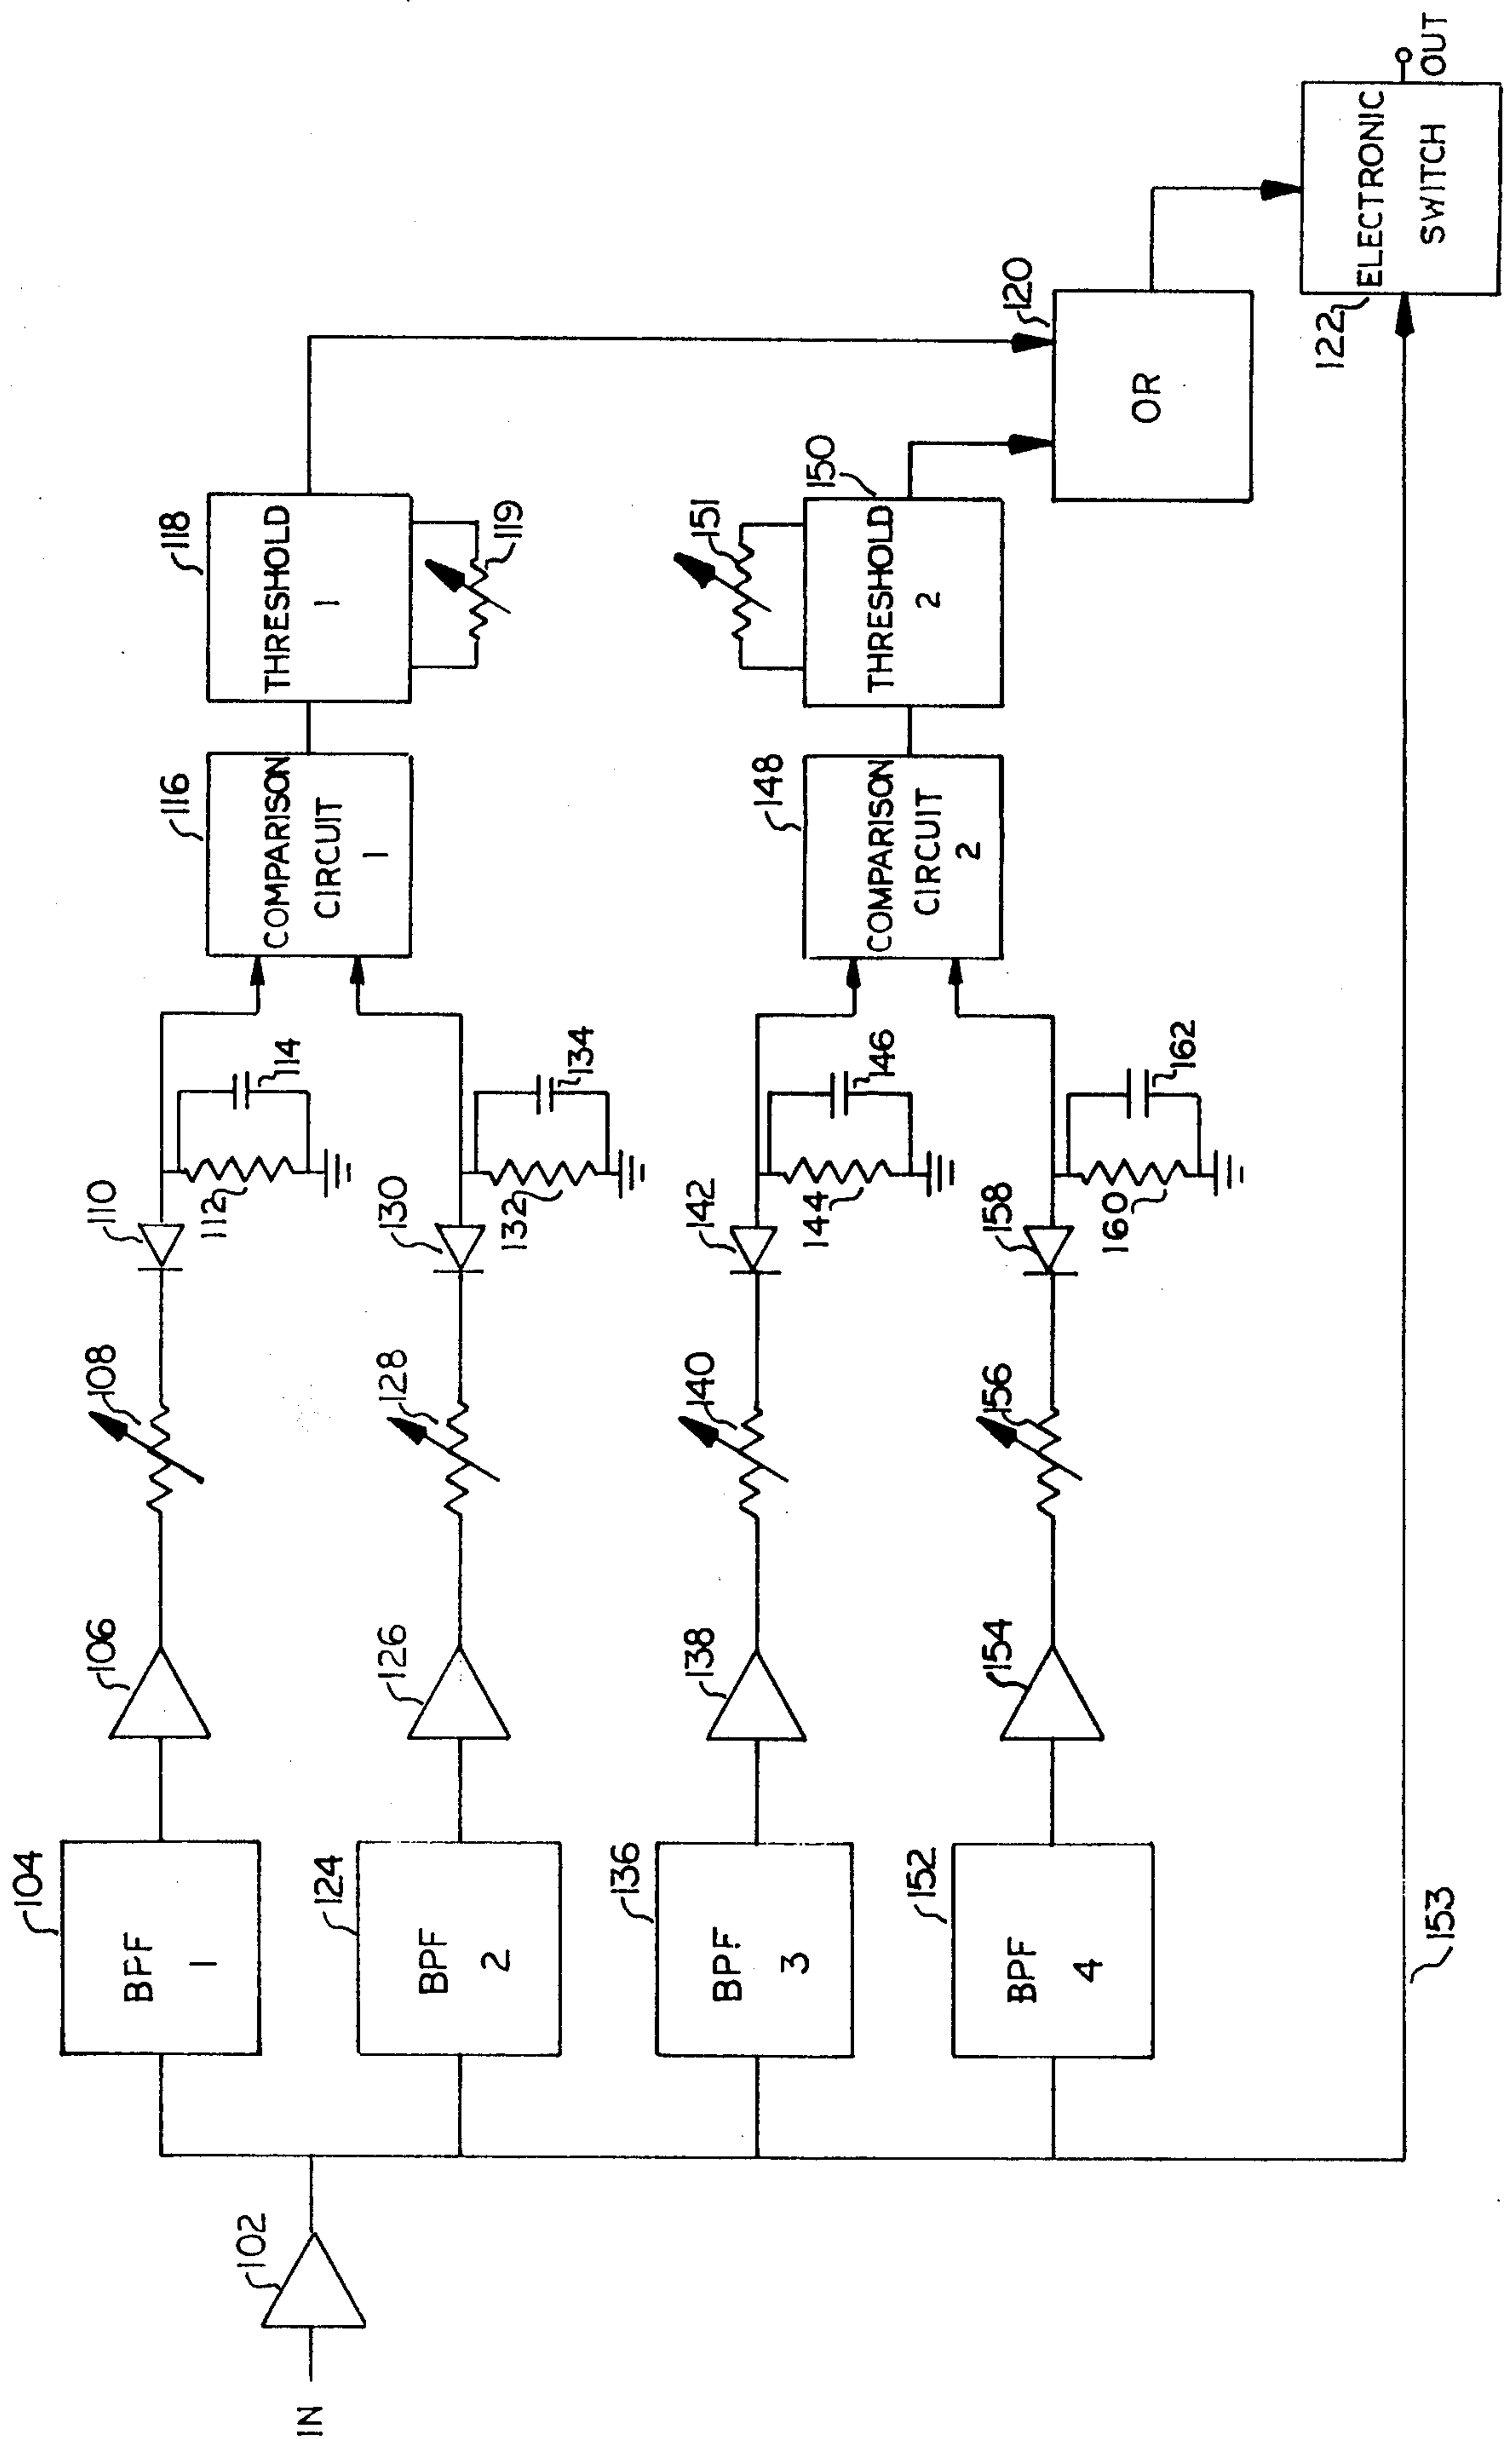 IN
102
104
BPF
1
106
108
110
112
114
116
COMPARISON
CIRCUIT
1
118
THRESHOLD
1
119
124
BPF
2
126
128
130
132
134
136
BPF
3
138
140
142
144
146
148
COMPARISON
CIRCUIT
2
150
THRESHOLD
2
151
152
BPF
4
154
156
158
160
162
120
OR
153
122
ELECTRONIC
SWITCH
OUT